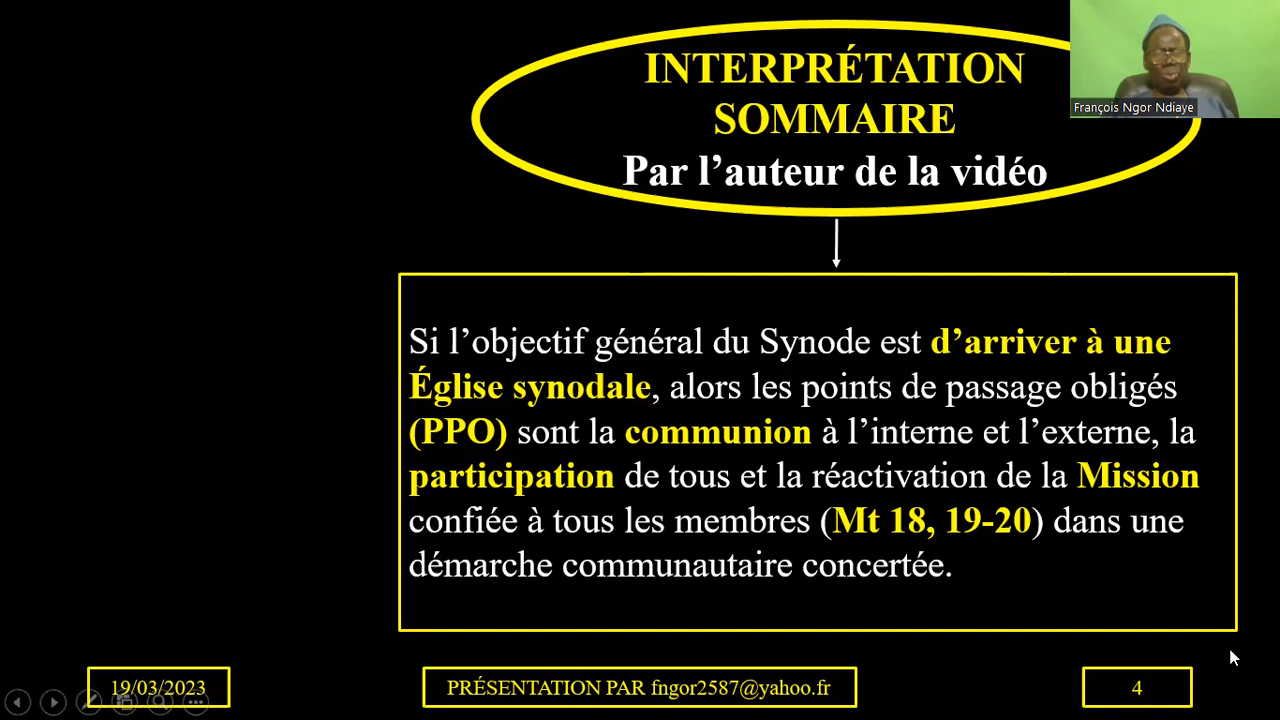 INTERPRÉTATION
SOMMAIRE
Par l’auteur de la vidéo
François Ngor Ndiaye
Si l’objectif général du Synode est d’arriver à une
Église synodale, alors les points de passage obligés
(PPO) sont la communion à l’interne et l’externe, la
participation de tous et la réactivation de la Mission
confiée à tous les membres (Mt 18, 19-20) dans une
démarche communautaire concertée.
19/03/2023
PRÉSENTATION PAR fngor2587@yahoo.fr
4